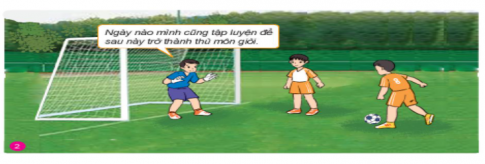 Ngày nào mình cũng tập luyện để
sau này trở thành thủ môn giỏi.
2